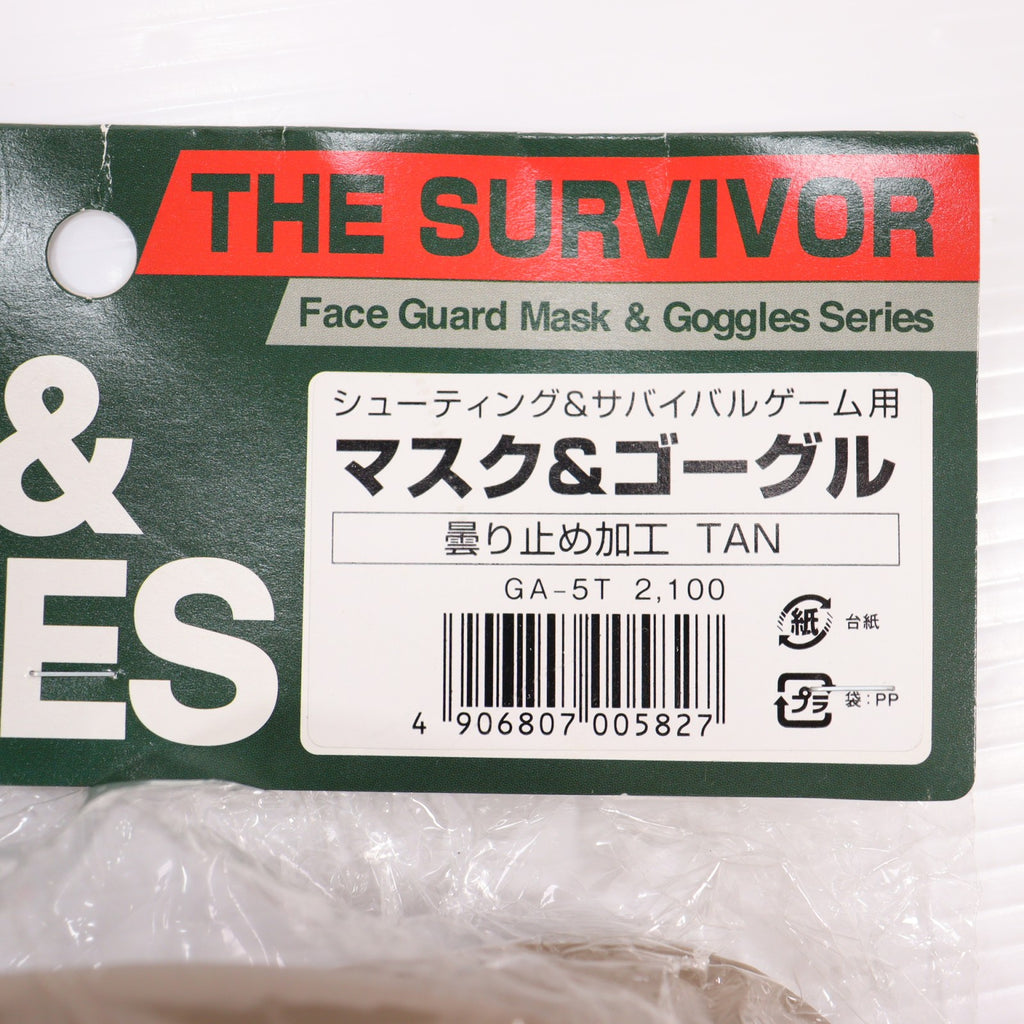 THE SURVIVOR
Face Guard Mask & Goggles Series
&
ES
シューティング&サバイバルゲーム用
マスク&ゴーグル
曇り止め加工 TAN
GA-5T 2,100
紙 台紙
プラ 袋:PP
4 906807 005827